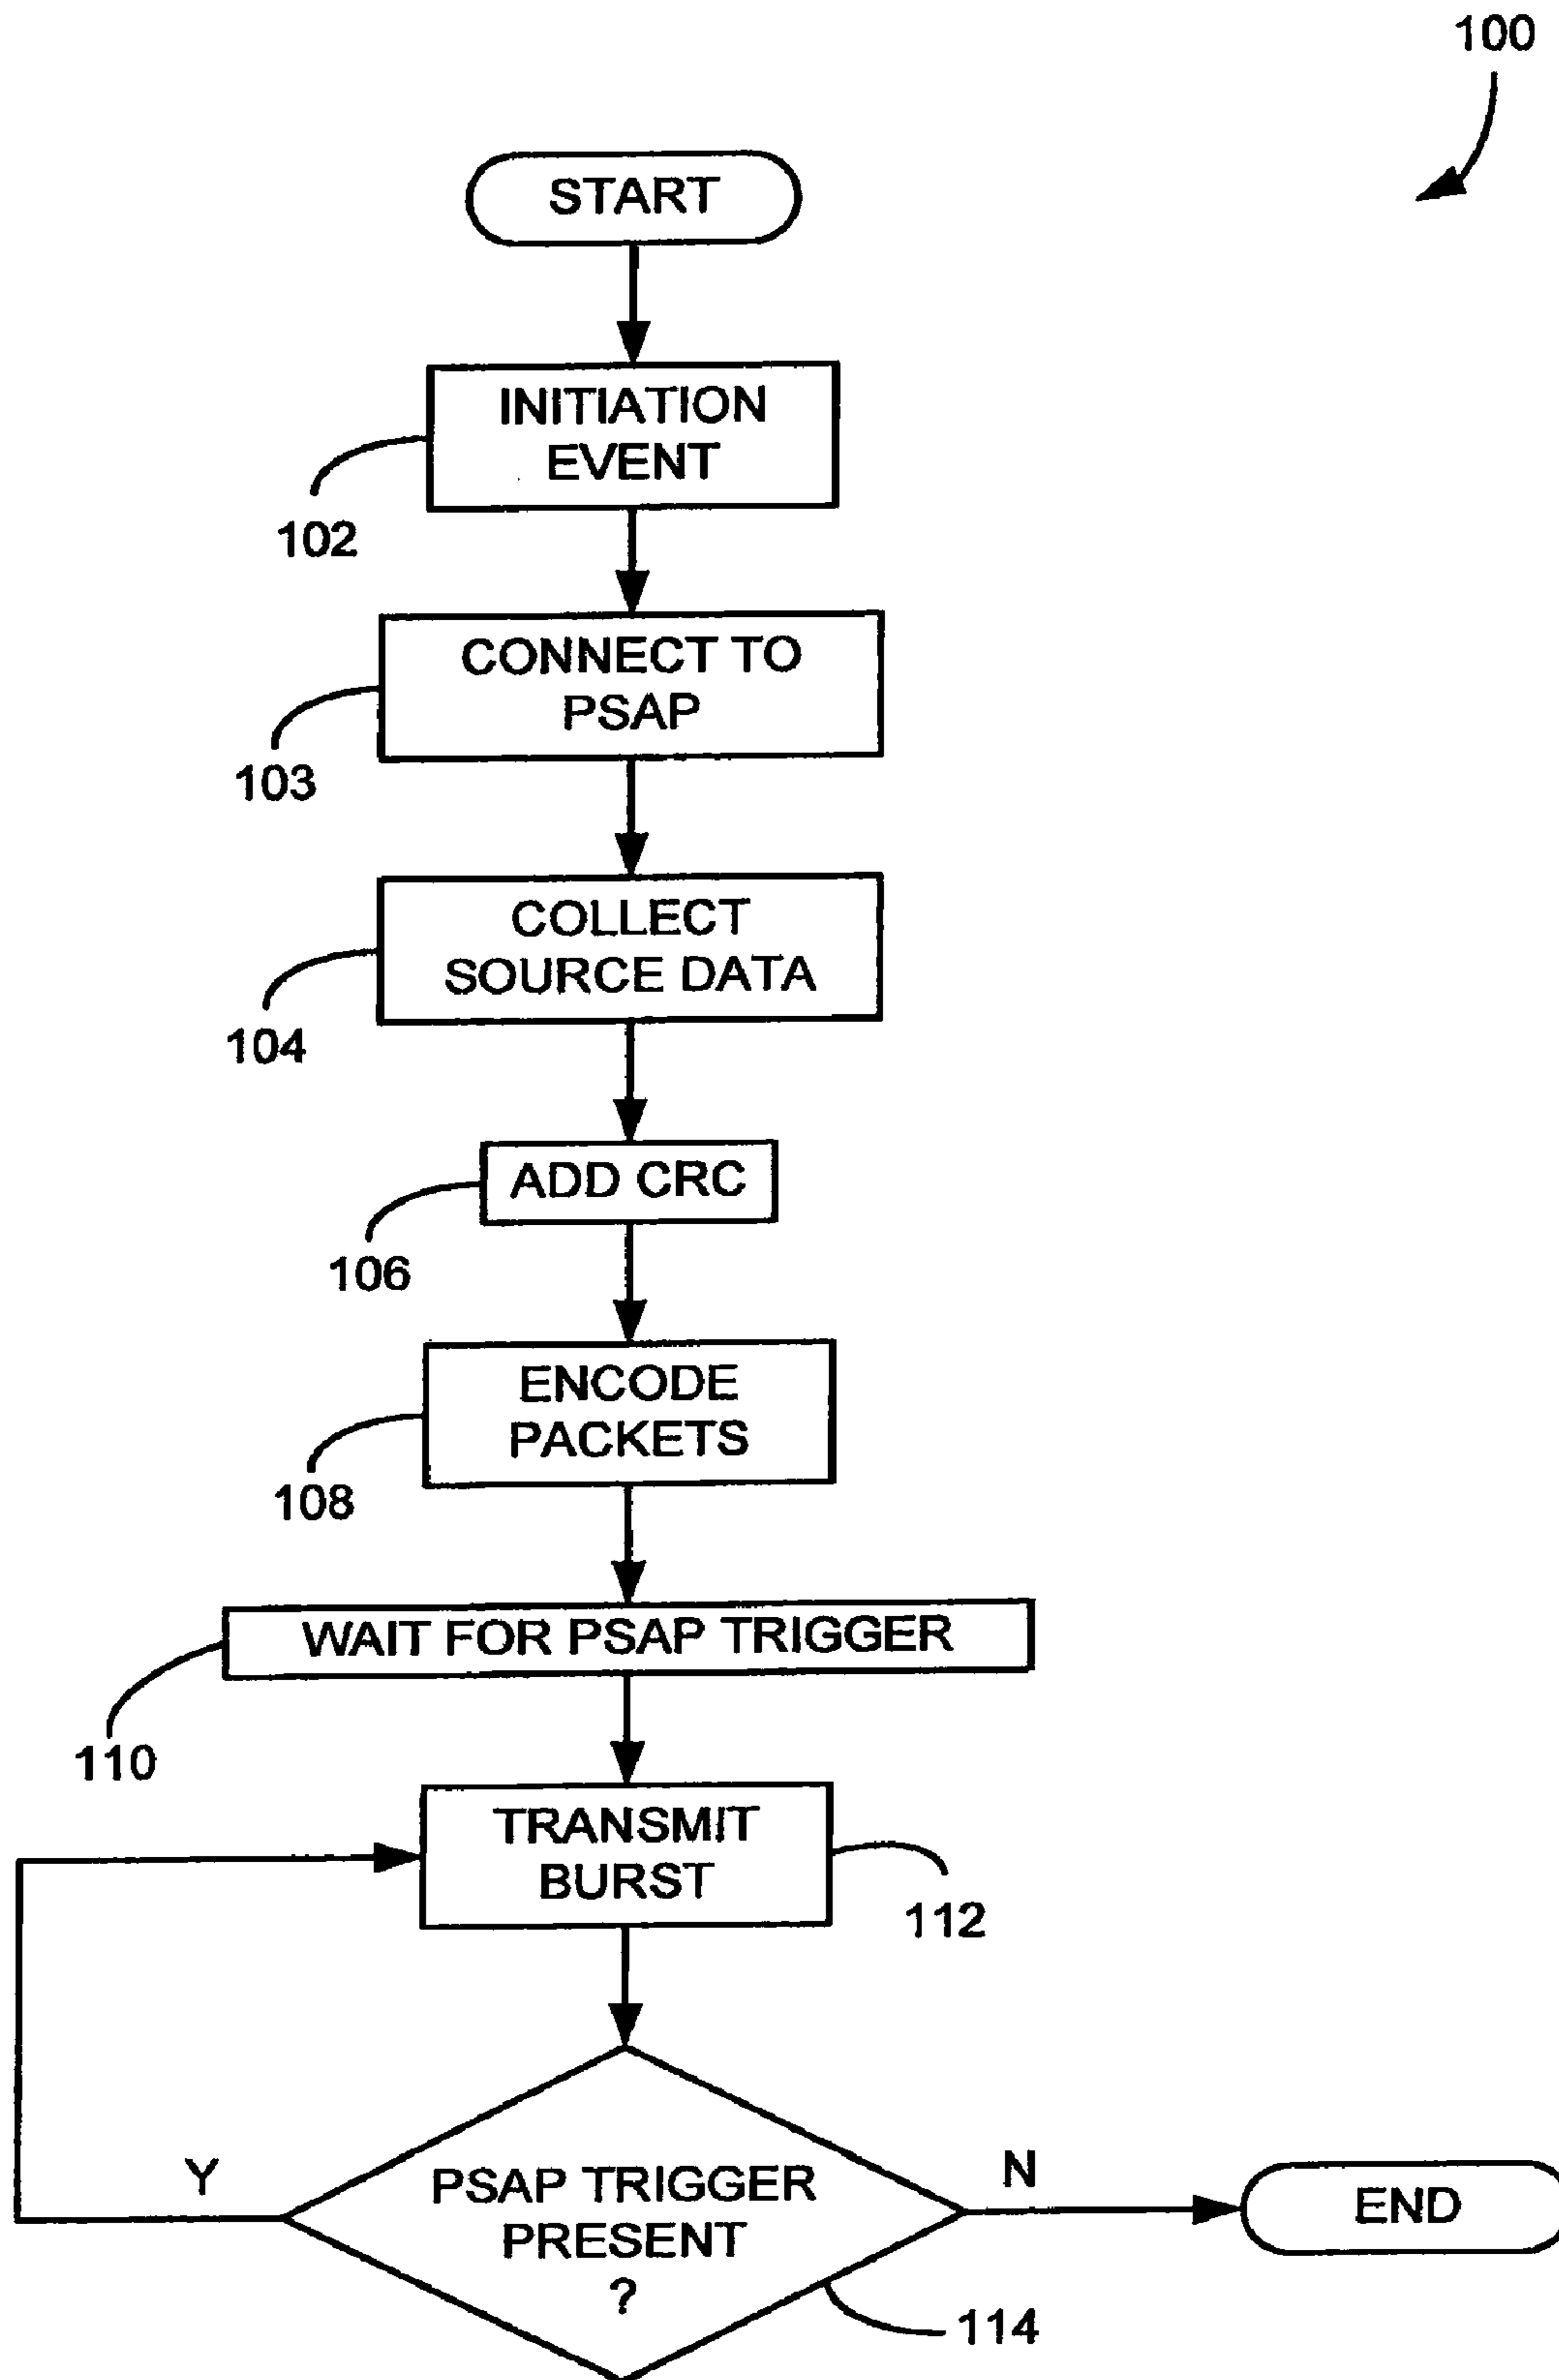 100
START
INITIATION
EVENT
102
CONNECT TO
PSAP
103
COLLECT
SOURCE DATA
104
ADD CRC
106
ENCODE
PACKETS
108
WAIT FOR PSAP TRIGGER
110
TRANSMIT
BURST
112
Y
PSAP TRIGGER
PRESENT
?
N
END
114